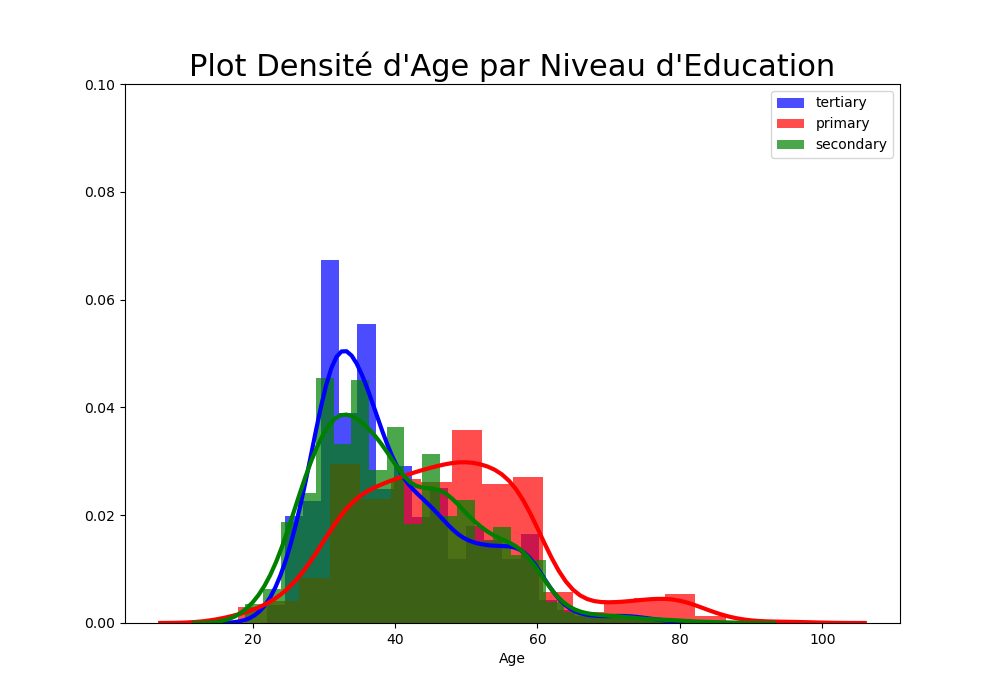 Plot Densité d'Age par Niveau d'Education
tertiary
primary
secondary
0.10
0.08
0.06
0.04
0.02
0.00
20 40 60 80 100
Age